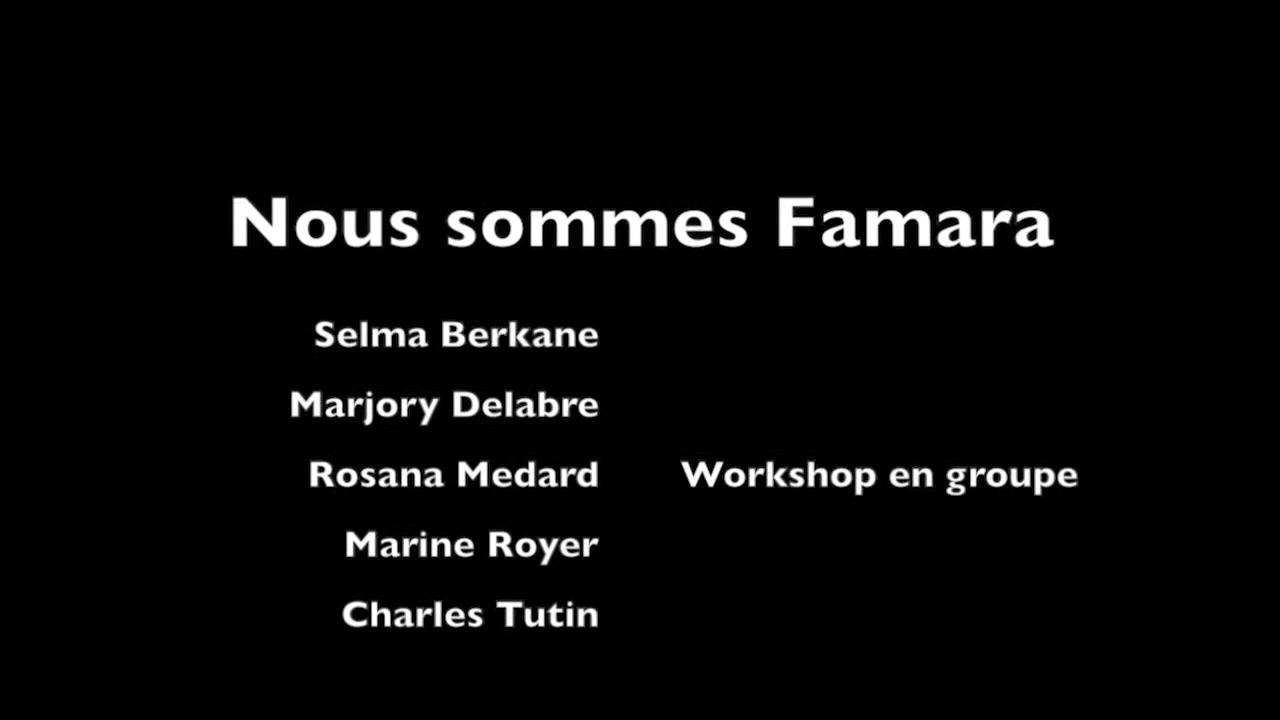 Nous sommes Famara
Selma Berkane
Marjory Delabre
Rosana Medard Workshop en groupe
Marine Royer
Charles Tutin